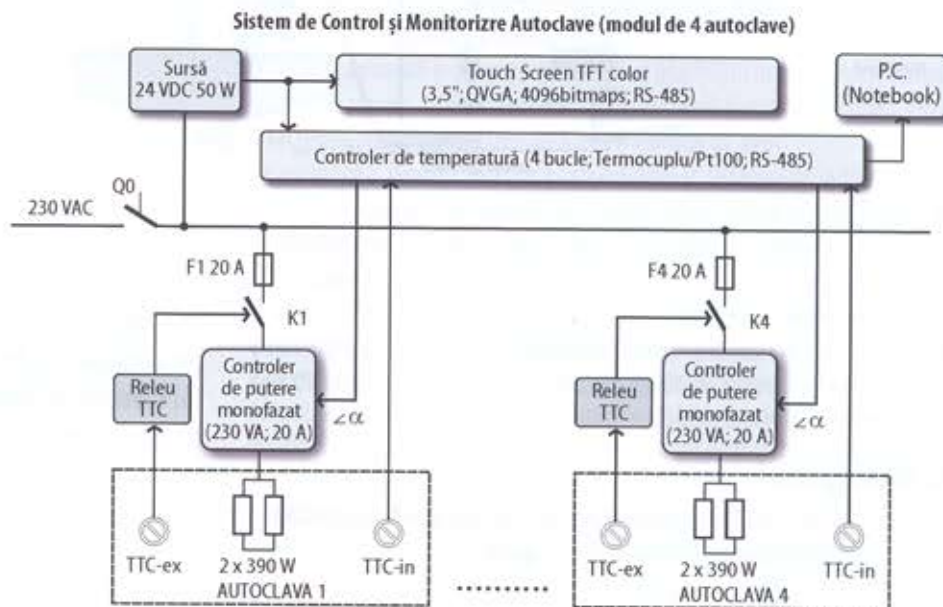 Sistem de Control și Monitorizre Autoclave (modul de 4 autoclave)
Sursă
24 VDC 50 W
Touch Screen TFT color
(3,5"; QVGA; 4096bitmaps; RS-485)
P.C.
(Notebook)
Controler de temperatură (4 bucle; Termocuplu/Pt100; RS-485)
Q0
230 VAC
F1 20 A
F4 20 A
K1
K4
Releu
TTC
Controler
de putere
monofazat
(230 VA; 20 A)
∠α
Releu
TTC
Controler
de putere
monofazat
(230 VA; 20 A)
∠α
TTC-ex
2 x 390 W
TTC-in
AUTOCLAVA 1
.........
TTC-ex
2 x 390 W
TTC-in
AUTOCLAVA 4